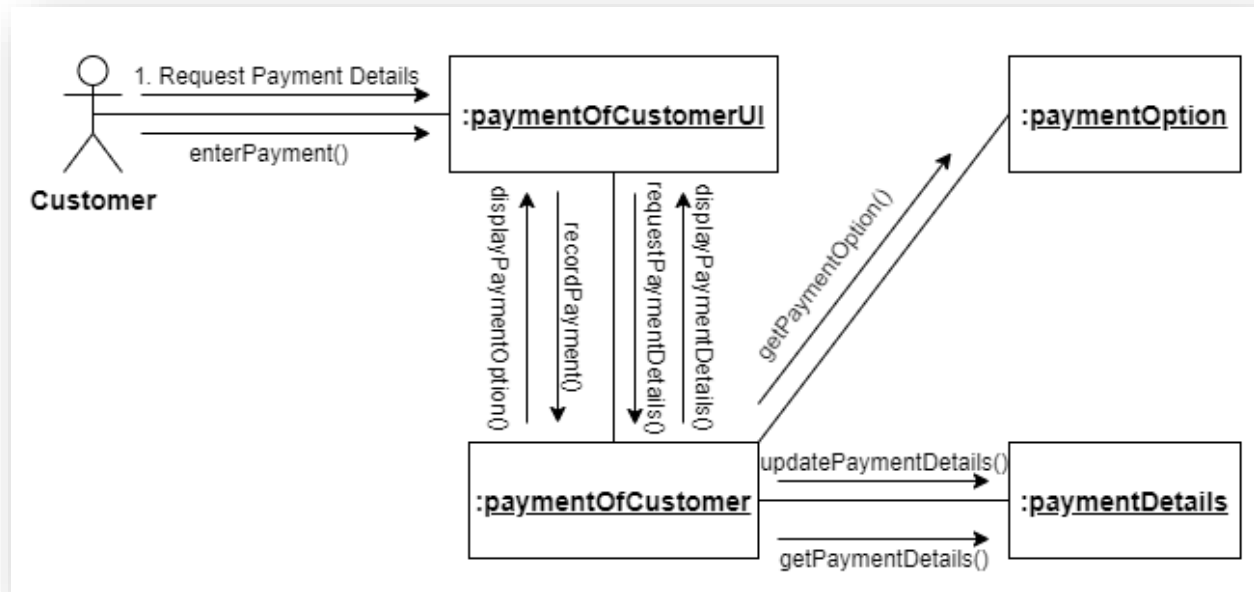 1. Request Payment Details
enterPayment()
Customer
:paymentOfCustomerUI
:paymentOption
displayPaymentOption()
recordPayment()
requestPaymentDetails()
displayPaymentDetails()
getPaymentOption()
:paymentOfCustomer
updatePaymentDetails()
:paymentDetails
getPaymentDetails()